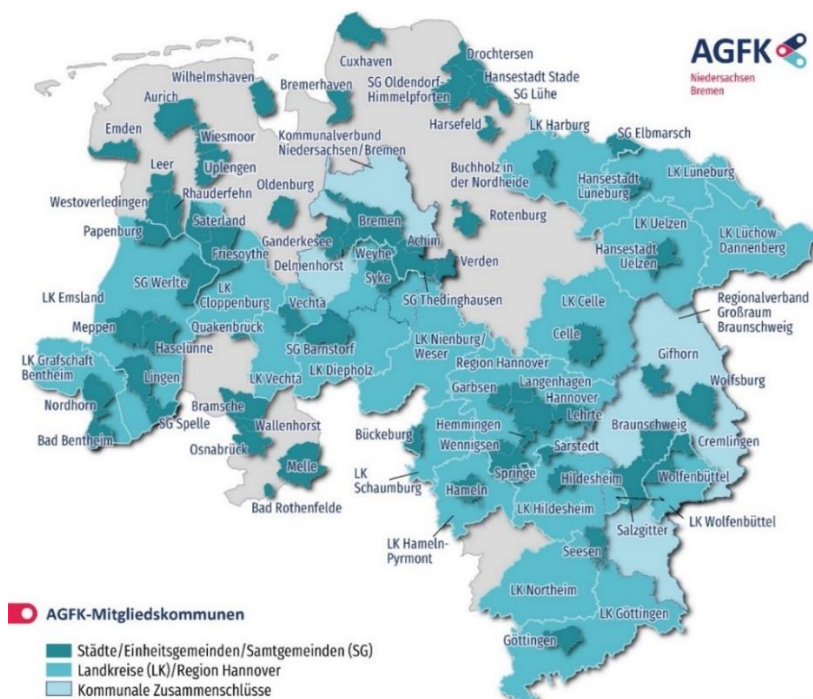 AGFK
Niedersachsen
Bremen
Cuxhaven
Drochtersen
Hansestadt Stade
SG Lühe
SG Oldendorf-
Himmelpforten
Wilhelmshaven
Bremerhaven
Aurich
Harsefeld
LK Harburg
SG Elbmarsch
Emden
Wiesmoor
Kommunalverband
Niedersachsen/Bremen
Uplengen
Leer
Buchholz in
der Nordheide
Hansestadt
Lüneburg
LK Lüneburg
Westoverledingen
Rhauderfehn
Oldenburg
Rotenburg
LK Uelzen
LK Lüchow-
Dannenberg
Papenburg
Saterland
Ganderkesee
Bremen
Achim
Hansestadt
Uelzen
Friesoythe
Delmenhorst
Weyhe
Verden
SG Werlte
Syke
LK
Cloppenburg
SG Thedinghausen
LK Emsland
Vechta
LK Celle
Regionalverband
Großraum
Braunschweig
Meppen
Quakenbrück
Celle
Haselünne
SG Barnstorf
LK Nienburg/
Weser
Gifhorn
LK Grafschaft
Bentheim
Lingen
LK Vechta
LK Diepholz
Region Hannover
Garbsen
Langenhagen
Hannover
Wolfsburg
Nordhorn
SG Spelle
Bramsche
Lehrte
Bad Bentheim
Wallenhorst
Bückeburg
Hemmingen
Wennigsen
Sarstedt
Braunschweig
Cremlingen
Osnabrück
Melle
Springe
Hildesheim
Wolfenbüttel
Bad Rothenfelde
LK
Schaumburg
Hameln
LK Hildesheim
Salzgitter
LK Wolfenbüttel
LK Hameln-
Pyrmont
Seesen
LK Northeim
LK Göttingen
Göttingen
AGFK-Mitgliedskommunen
Städte/Einheitsgemeinden/Samtgemeinden (SG)
Landkreise (LK)/Region Hannover
Kommunale Zusammenschlüsse